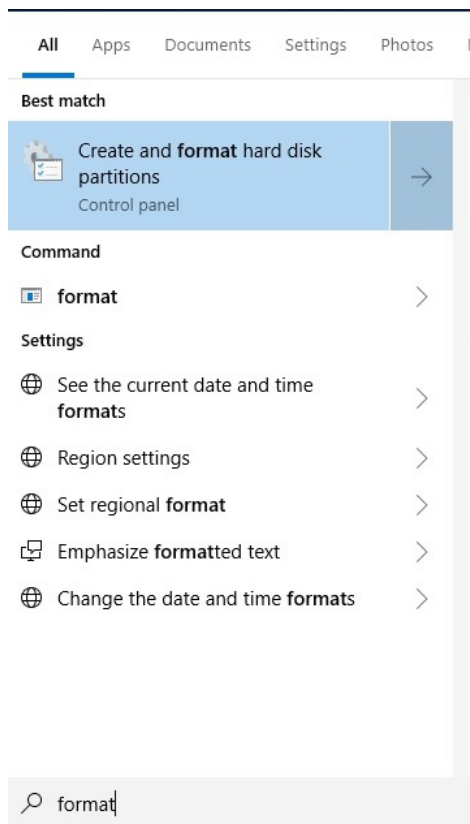 All Apps Documents Settings Photos
Best match
Create and format hard disk
partitions
Control panel
Command
format
Settings
See the current date and time
formats
Region settings
Set regional format
Emphasize formatted text
Change the date and time formats
format